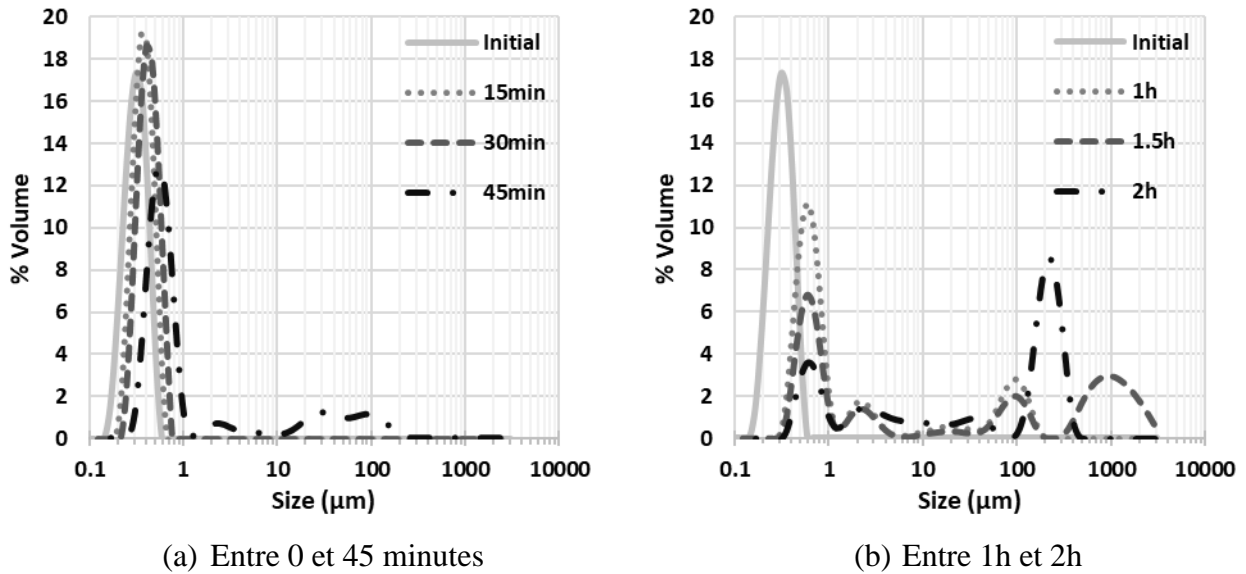 20
18
16
14
12
10
8
6
4
2
0
% Volume
Initial
15min
30min
45min
0.1 1 10 100 1000 10000
Size (µm)
(a) Entre 0 et 45 minutes
20
18
16
14
12
10
8
6
4
2
0
% Volume
Initial
1h
1.5h
2h
0.1 1 10 100 1000 10000
Size (µm)
(b) Entre 1h et 2h